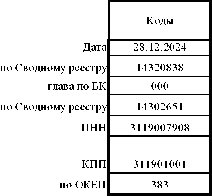 Коды
Дата 28.12.2024
по Сводному реестру 14320838
глава по БК 000
по Сводному реестру 14302651
ИНН 3119007908
КПП 311901001
по ОКЕИ 383